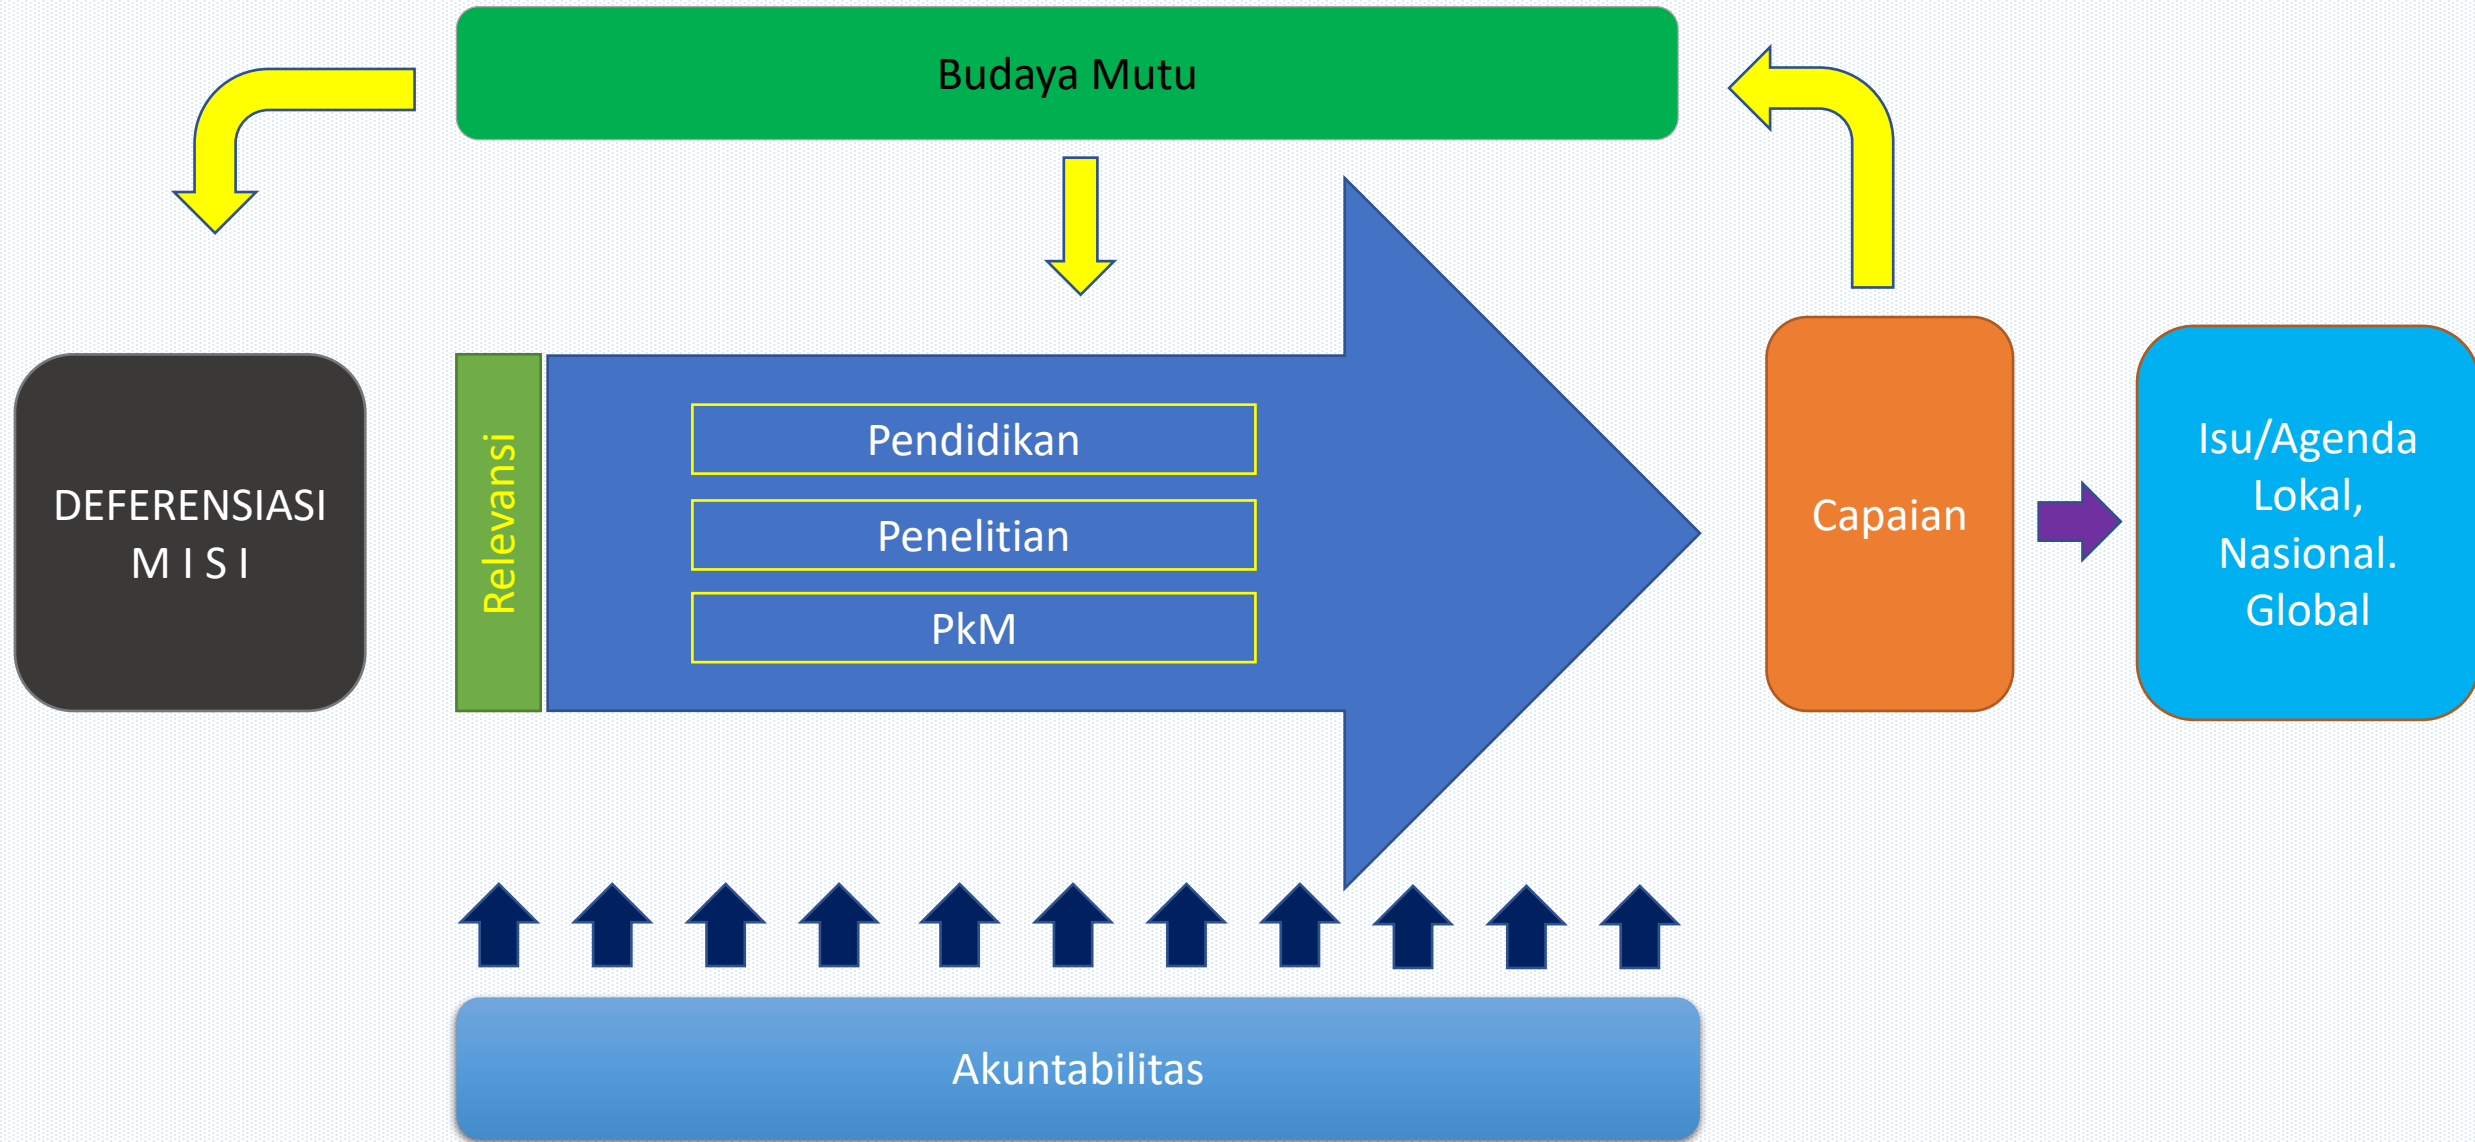 Budaya Mutu
DEFERENSIASI
M I S I
Relevansi
Pendidikan
Penelitian
PkM
Capaian
Isu/Agenda
Lokal,
Nasional.
Global
Akuntabilitas